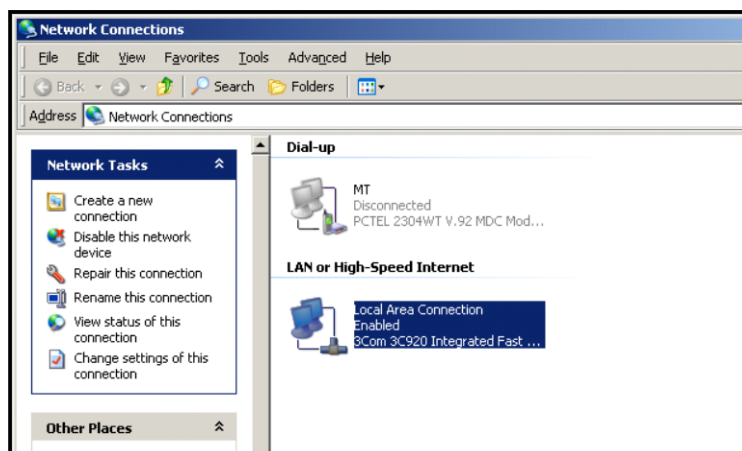 Network Connections
File Edit View Favorites Tools Advanced Help
Back Search Folders
Address Network Connections
Network Tasks
Create a new
connection
Disable this network
device
Repair this connection
Rename this connection
View status of this
connection
Change settings of this
connection
Other Places
Dial-up
MT
Disconnected
PCTEL 2304WT V.92 MDC Mod...
LAN or High-Speed Internet
Local Area Connection
Enabled
3Com 3C920 Integrated Fast ...